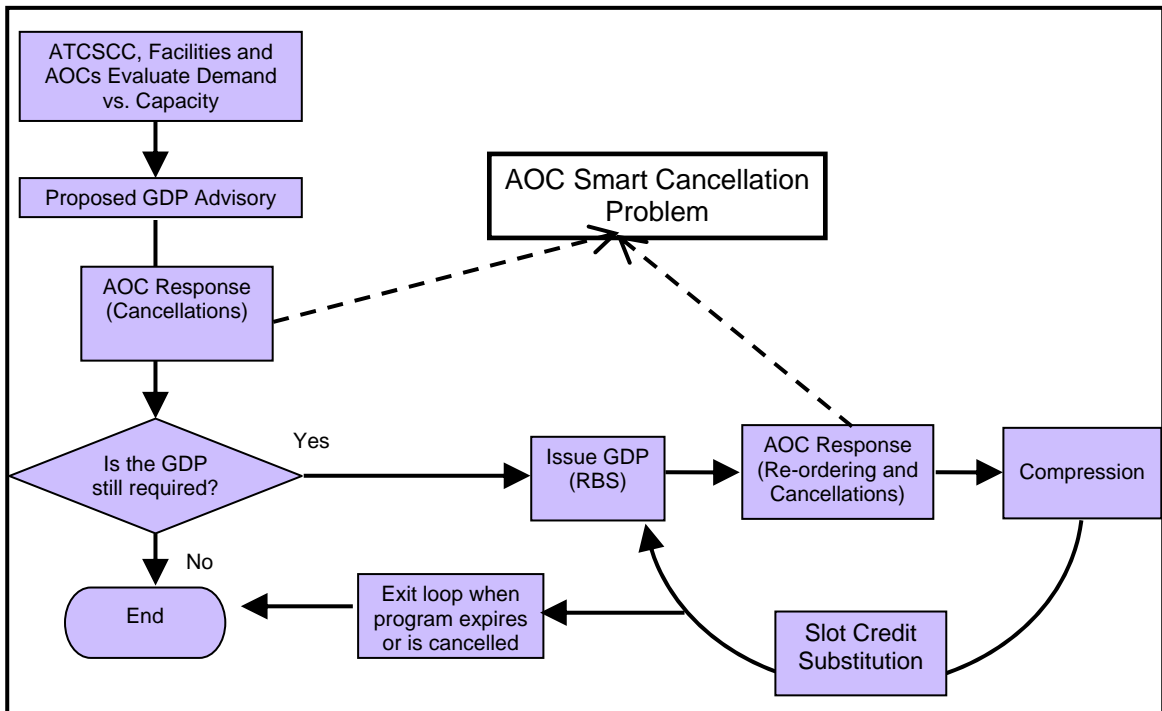 ATCSCC, Facilities and
AOCs Evaluate Demand
vs. Capacity
Proposed GDP Advisory
AOC Smart Cancellation
Problem
AOC Response
(Cancellations)
Is the GDP
still required?
Yes
Issue GDP
(RBS)
AOC Response
(Re-ordering and
Cancellations)
Compression
No
End
Exit loop when
program expires
or is cancelled
Slot Credit
Substitution